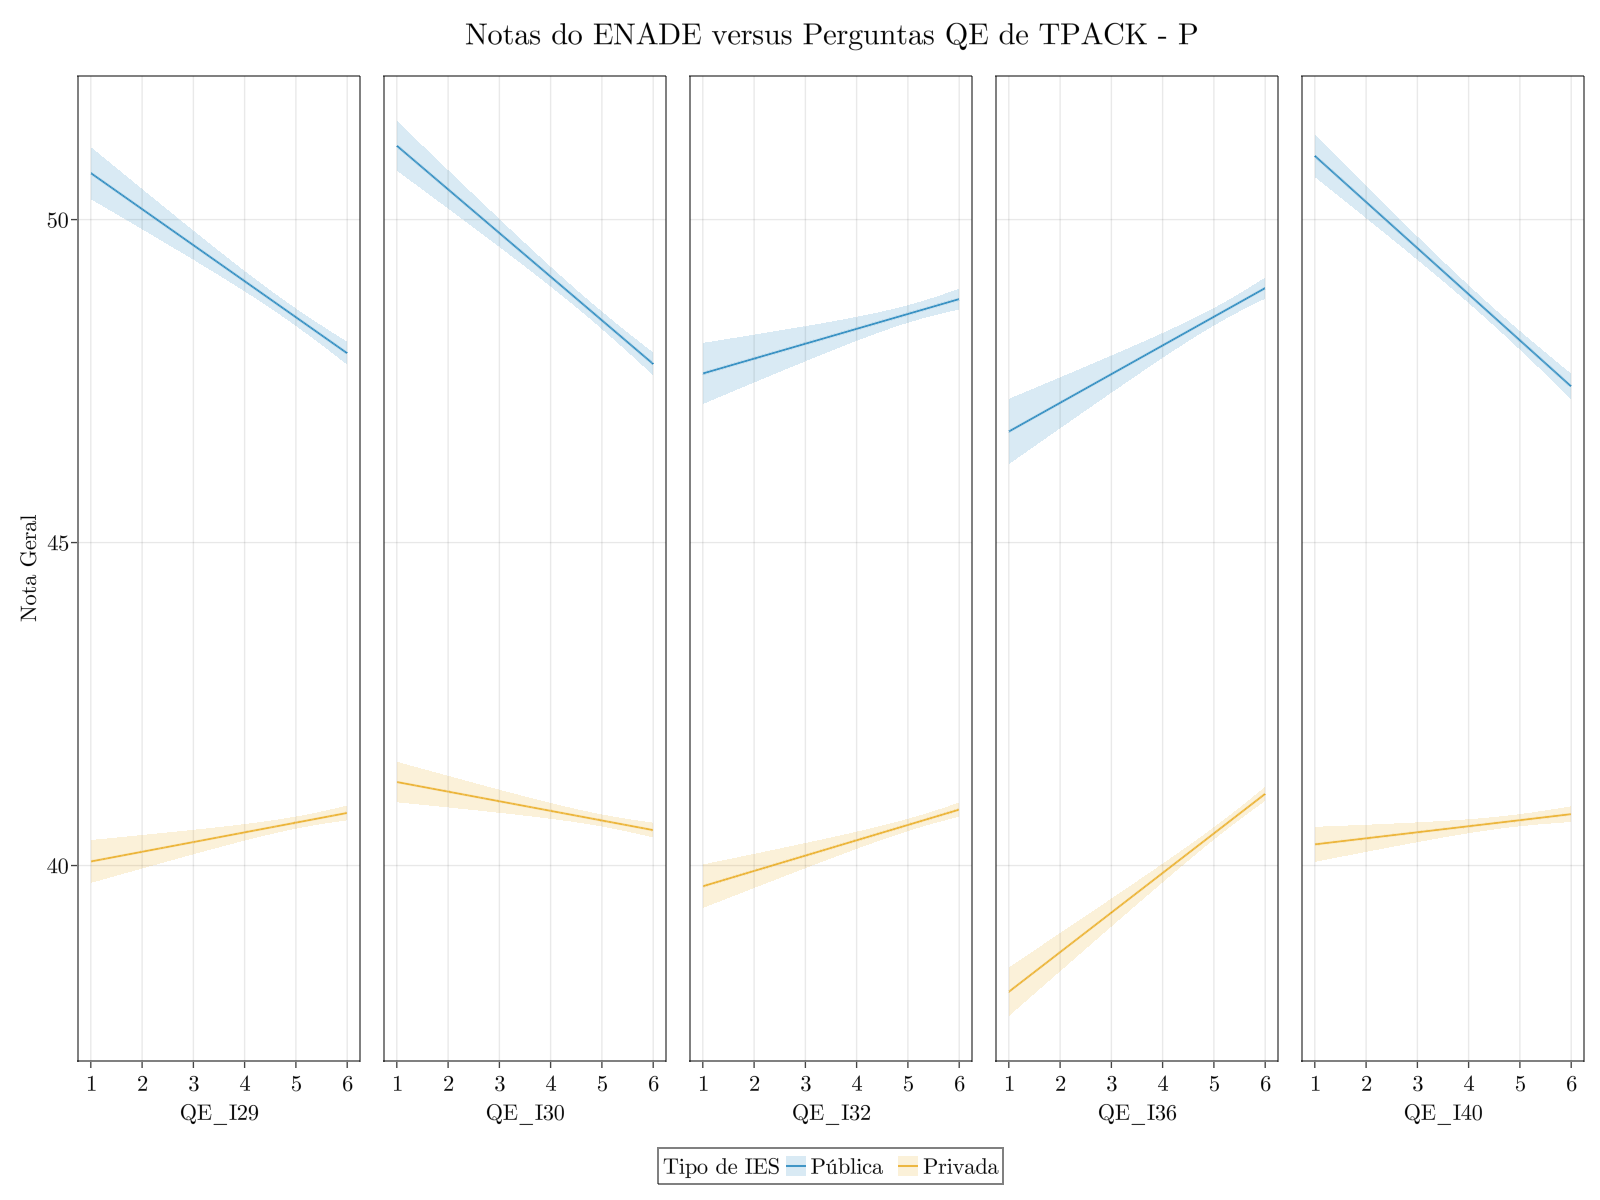 Notas do ENADE versus Perguntas QE de TPACK - P
Nota Geral
50
45
40
1 2 3 4 5 6
QE_I29
1 2 3 4 5 6
QE_I30
1 2 3 4 5 6
QE_I32
1 2 3 4 5 6
QE_I36
1 2 3 4 5 6
QE_I40
Tipo de IES Pública Privada